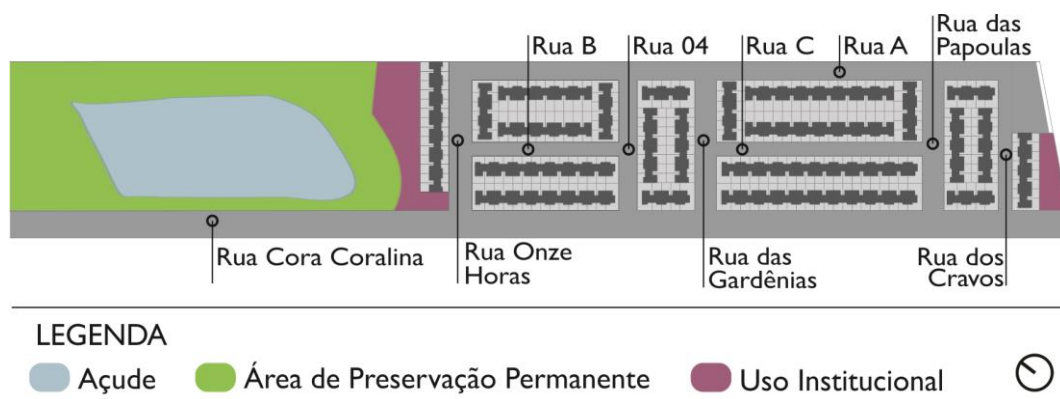 Rua das
Papoulas
Rua B
Rua 04
Rua C
Rua A
Rua Cora Coralina
Rua Onze
Horas
Rua das
Gardênias
Rua dos
Cravos
LEGENDA
Açude
Área de Preservação Permanente
Uso Institucional